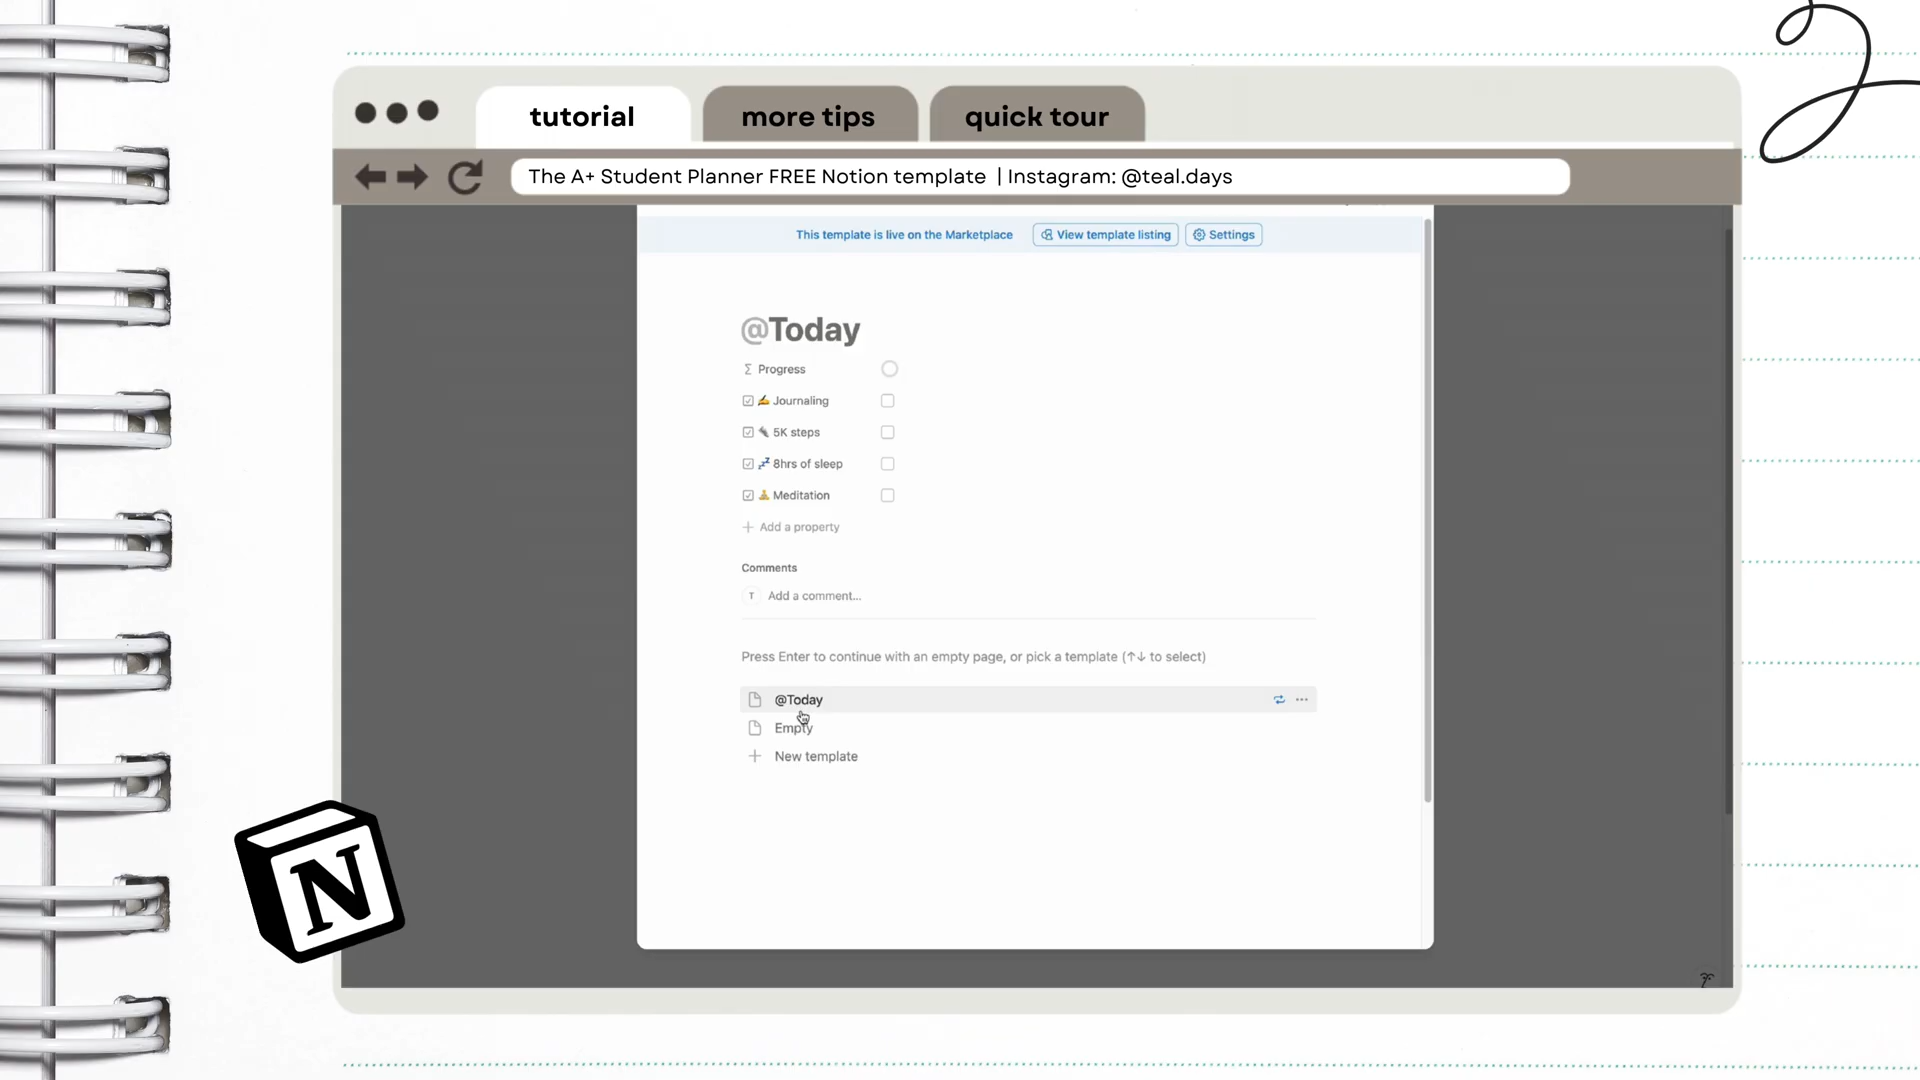 tutorial
more tips
quick tour
The A+ Student Planner FREE Notion template | Instagram: @teal.days
This template is live on the Marketplace
View template listing
Settings
@Today
Σ Progress
Journaling
5K steps
8hrs of sleep
Meditation
+ Add a property
Comments
T Add a comment...
Press Enter to continue with an empty page, or pick a template (↑↓ to select)
@Today
Empty
+ New template
N